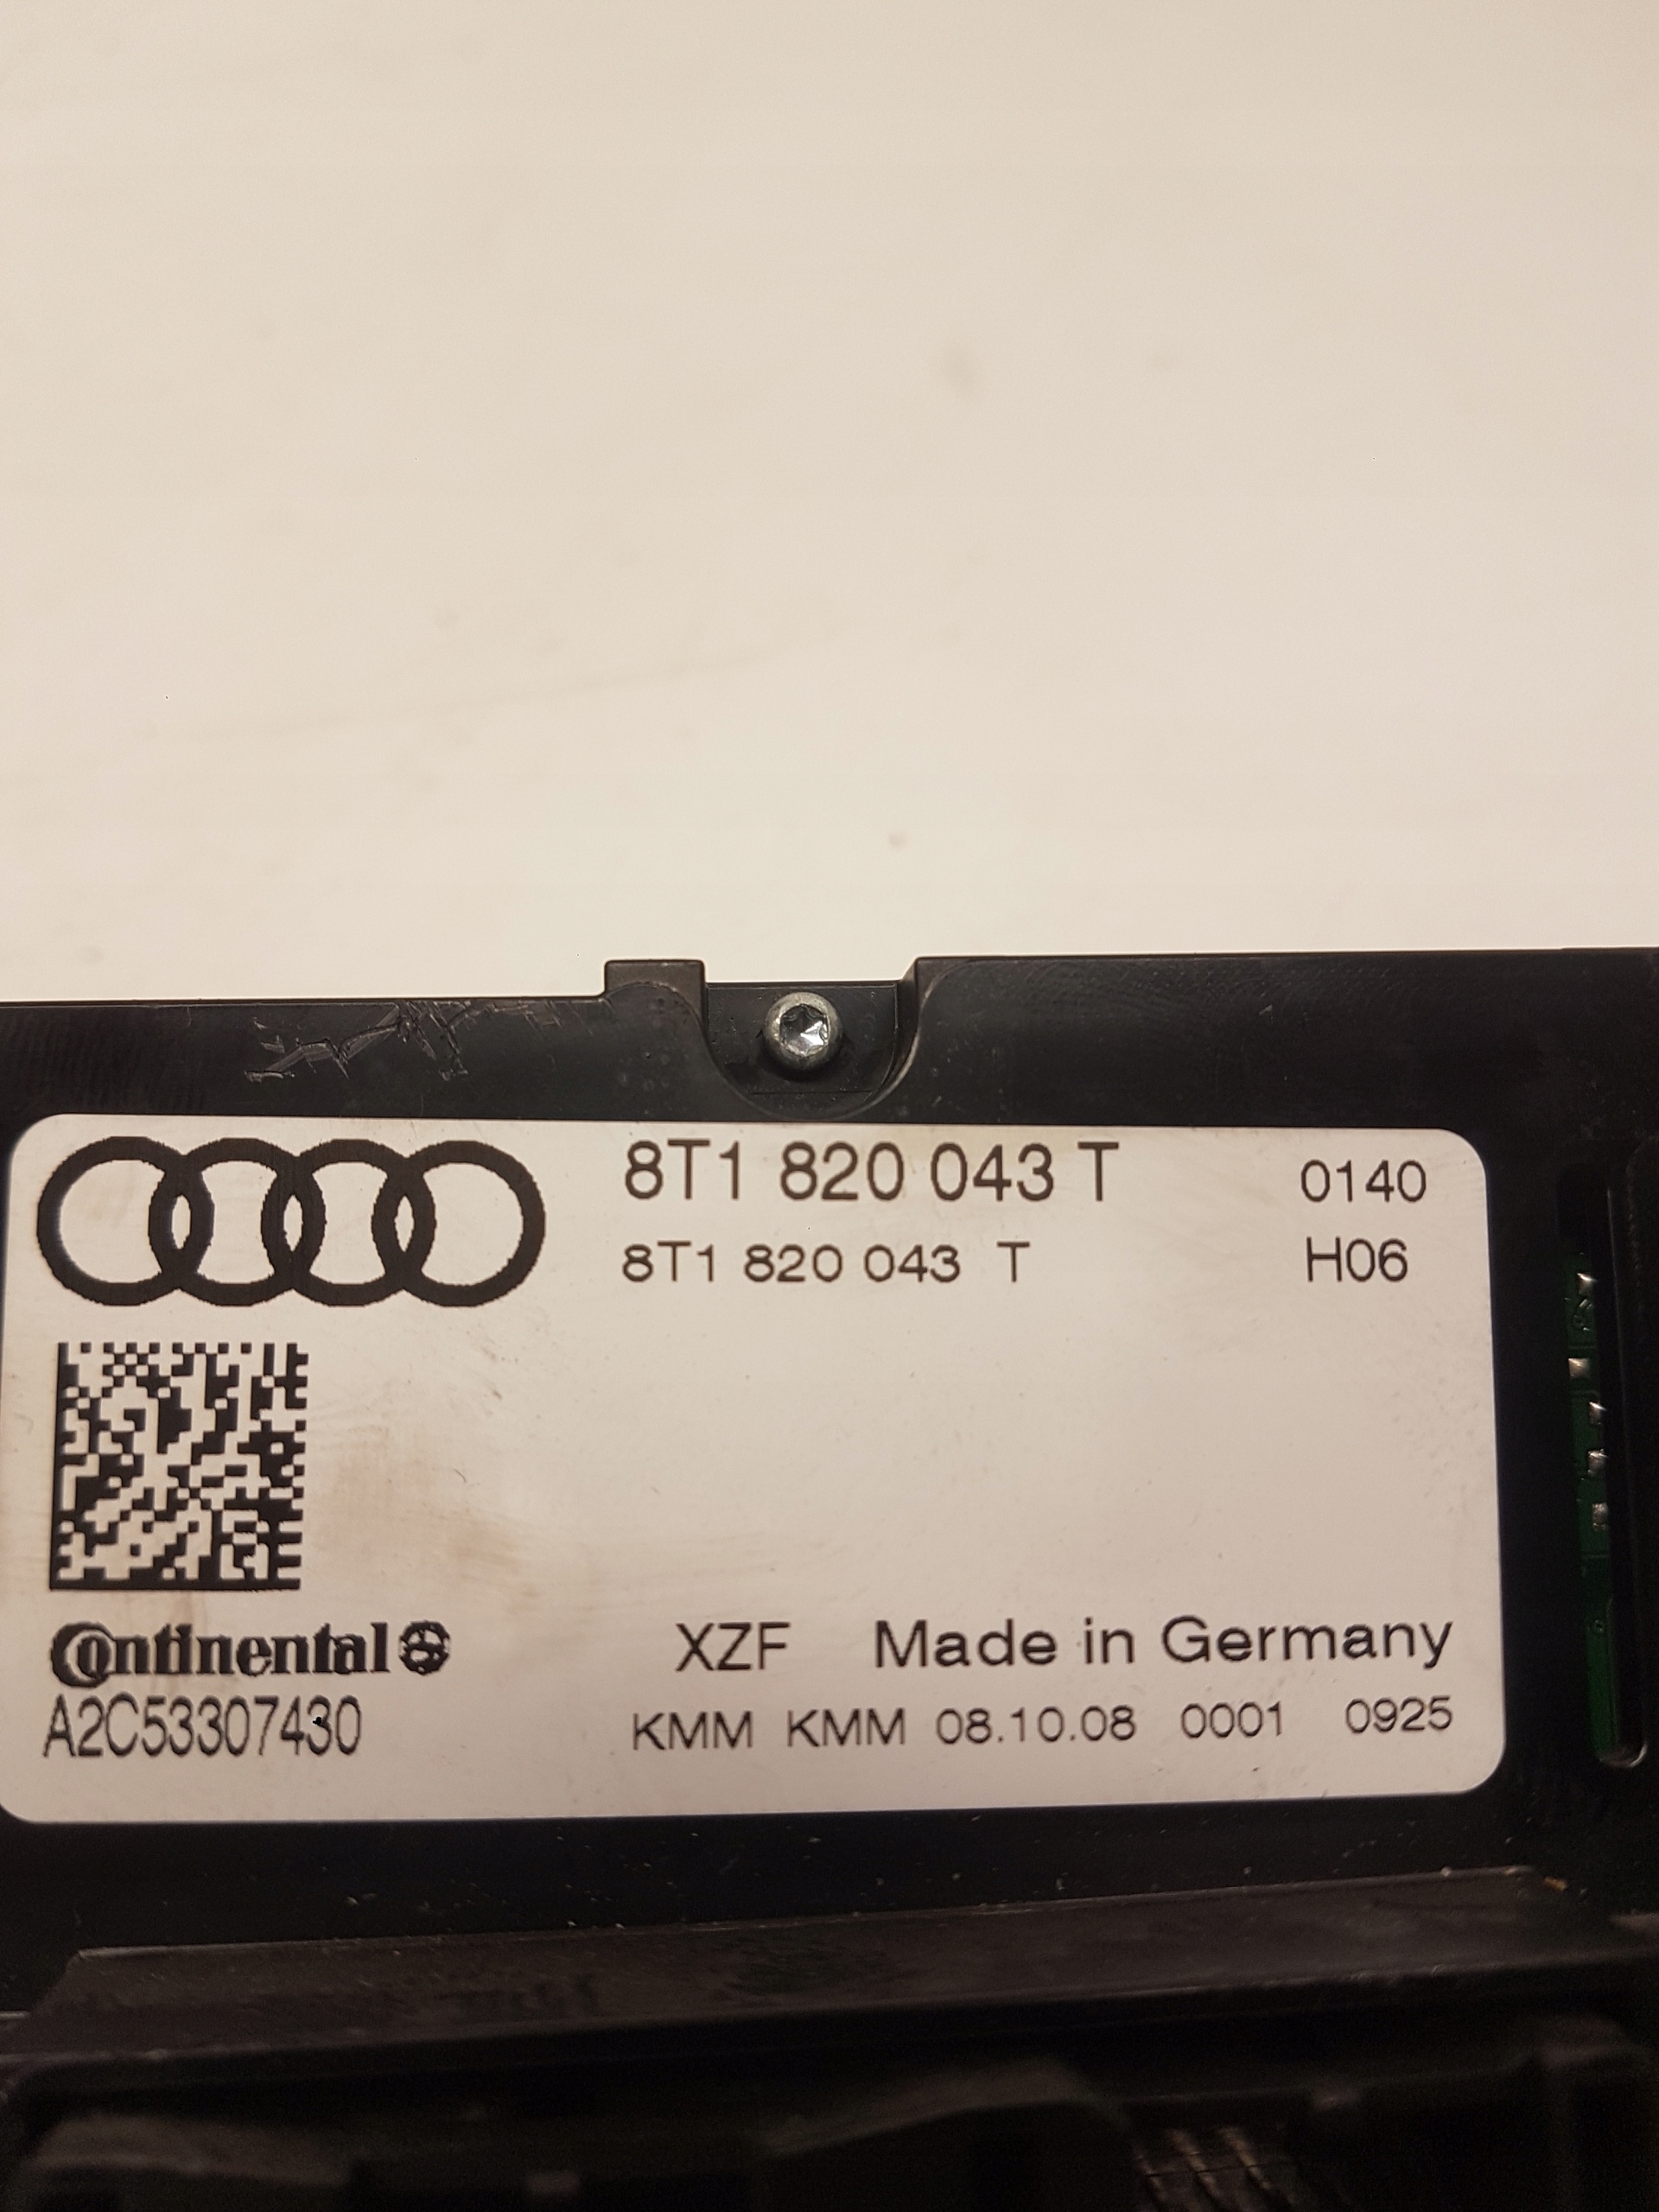 8T1 820 043 T 0140
8T1 820 043 T H06
Continental
XZF Made in Germany
A2C53307430
KMM KMM 08.10.08 0001 0925